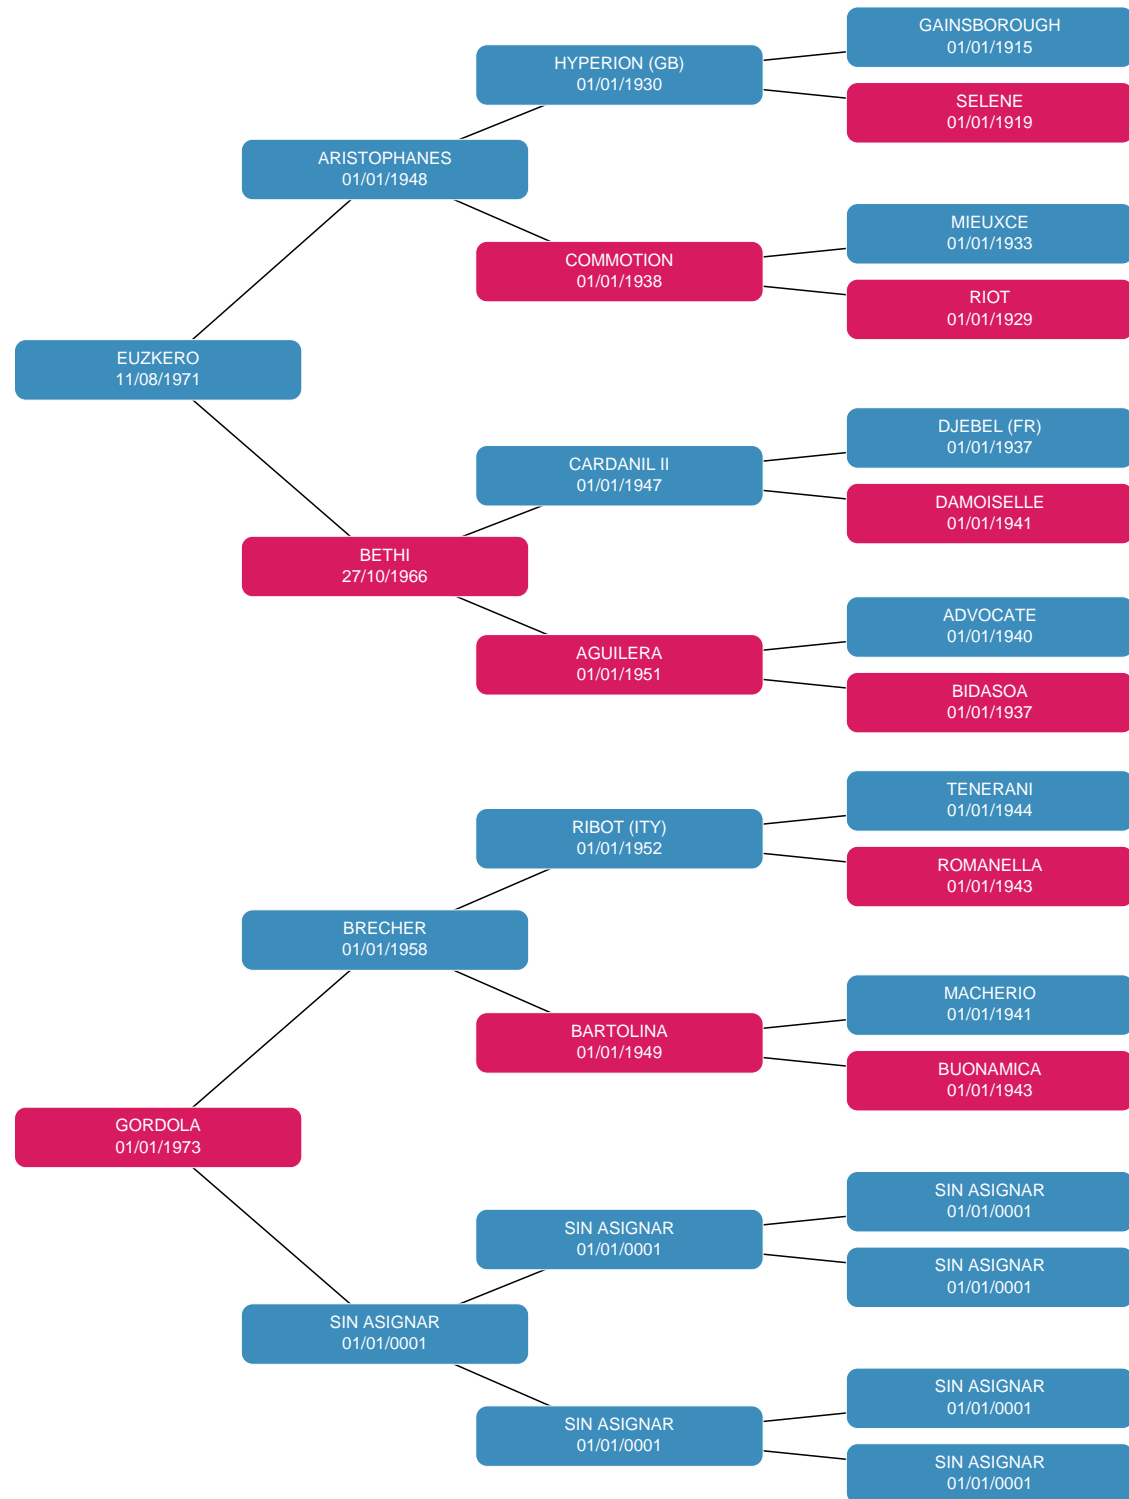 GAINSBOROUGH
01/01/1915
HYPERION (GB)
01/01/1930
SELENE
01/01/1919
ARISTOPHANES
01/01/1948
MIEUXCE
01/01/1933
COMMOTION
01/01/1938
RIOT
01/01/1929
EUZKERO
11/08/1971
DJEBEL (FR)
01/01/1937
CARDANIL II
01/01/1947
DAMOISELLE
01/01/1941
BETHI
27/10/1966
ADVOCATE
01/01/1940
AGUILERA
01/01/1951
BIDASOA
01/01/1937
TENERANI
01/01/1944
RIBOT (ITY)
01/01/1952
ROMANELLA
01/01/1943
BRECHER
01/01/1958
MACHERIO
01/01/1941
BARTOLINA
01/01/1949
BUONAMICA
01/01/1943
GORDOLA
01/01/1973
SIN ASIGNAR
01/01/0001
SIN ASIGNAR
01/01/0001
SIN ASIGNAR
01/01/0001
SIN ASIGNAR
01/01/0001
SIN ASIGNAR
01/01/0001
SIN ASIGNAR
01/01/0001
SIN ASIGNAR
01/01/0001